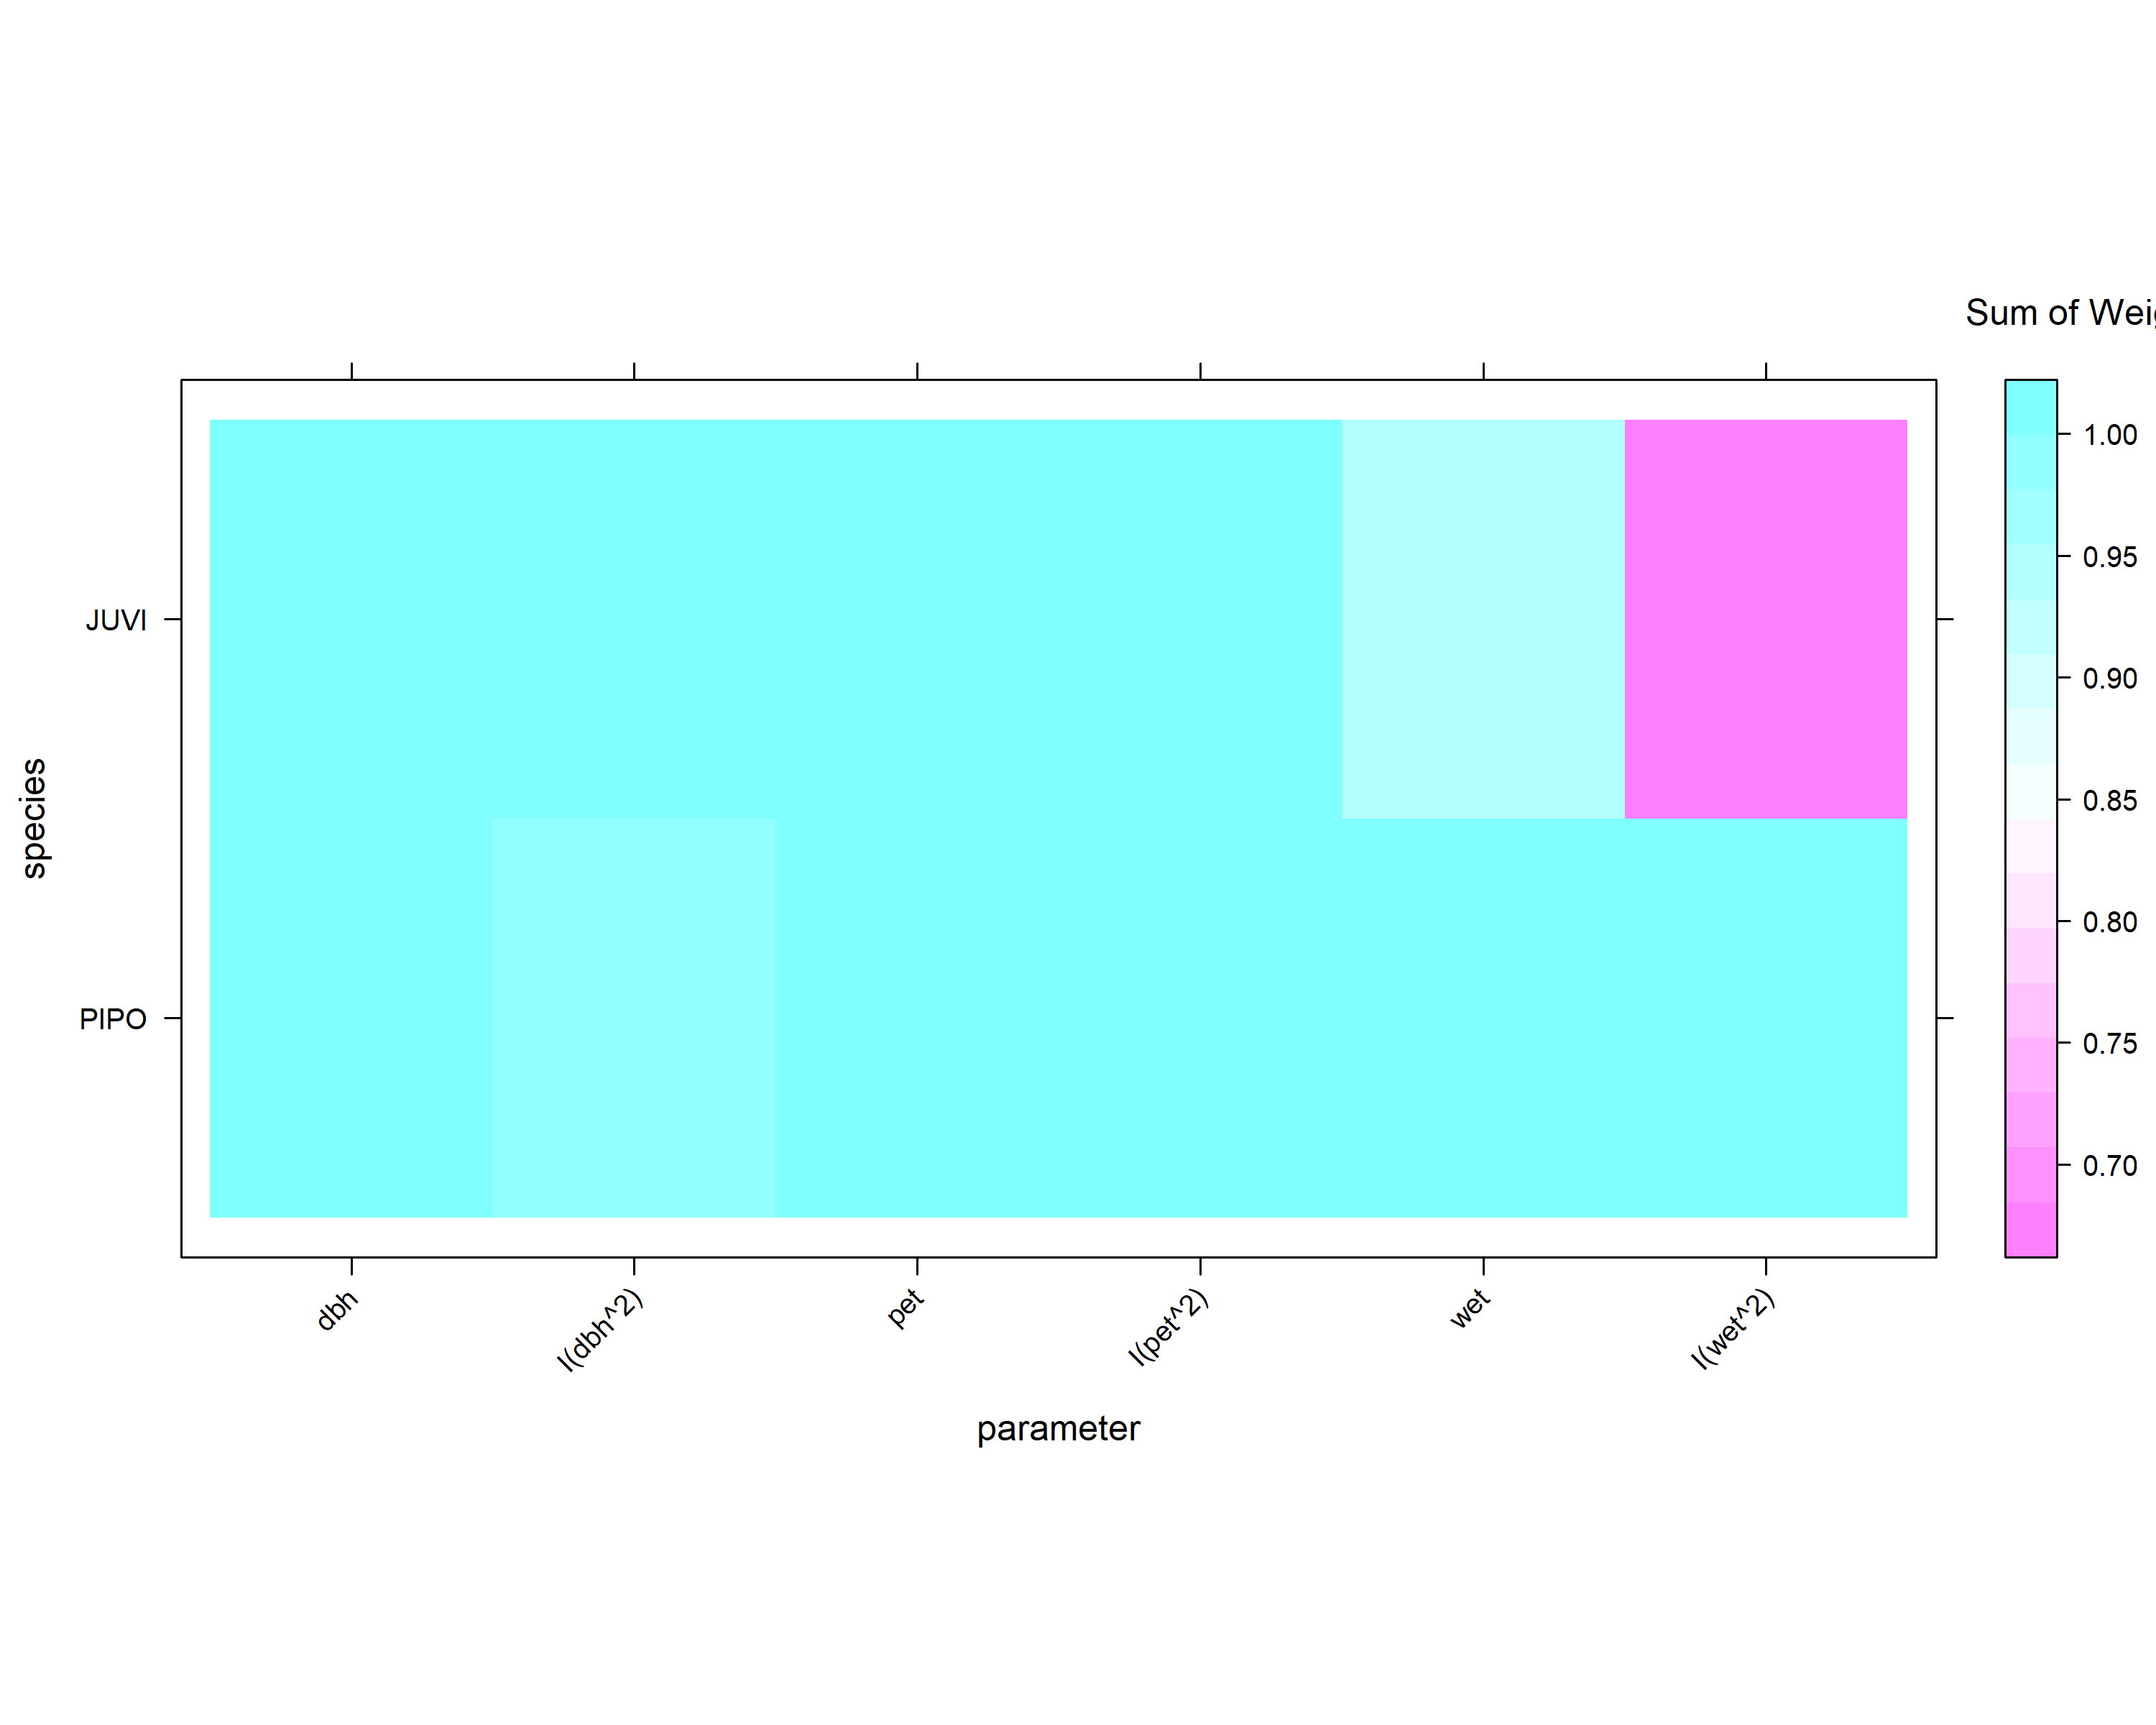 Sum of Wei
1.00
0.95
0.90
0.85
0.80
0.75
0.70
JUVI
PIPO
species
dbh
I(dbh^2)
pet
I(pet^2)
wet
I(wet^2)
parameter